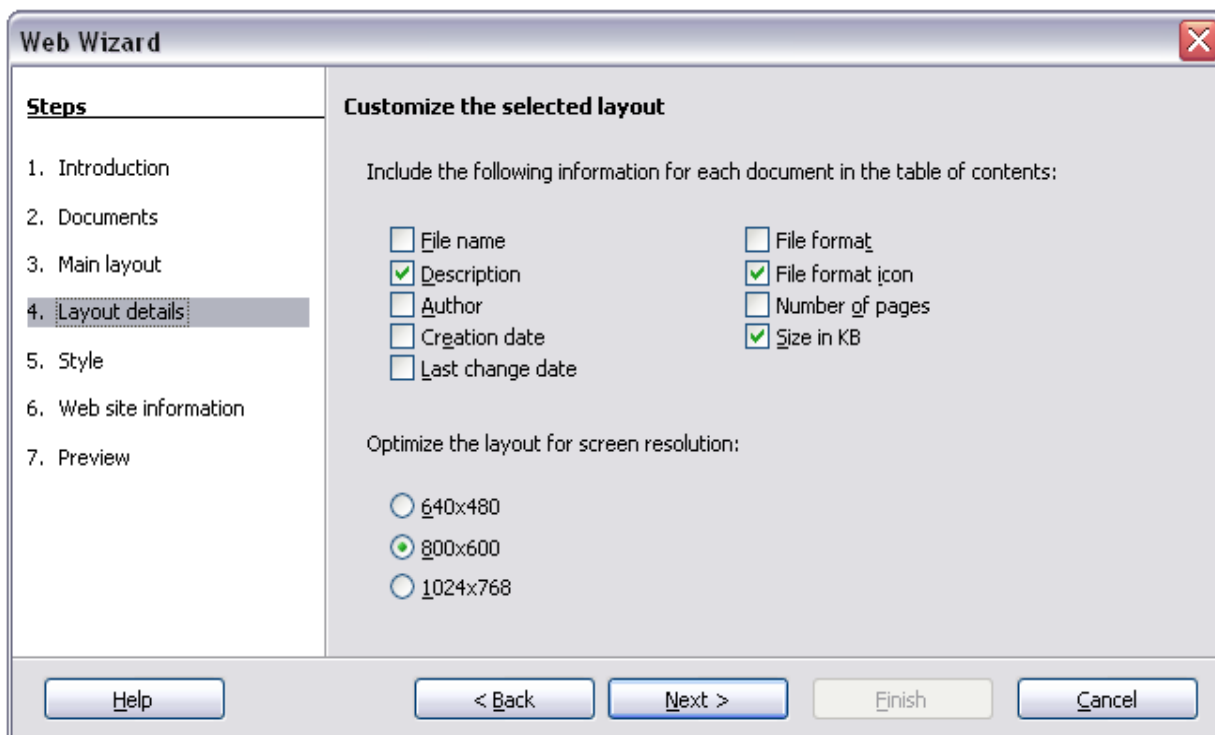 Web Wizard
Steps
1. Introduction
2. Documents
3. Main layout
4. Layout details
5. Style
6. Web site information
7. Preview
Customize the selected layout
Include the following information for each document in the table of contents:
File name
Description
Author
Creation date
Last change date
File format
File format icon
Number of pages
Size in KB
Optimize the layout for screen resolution:
640x480
800x600
1024x768
Help
< Back
Next >
Finish
Cancel